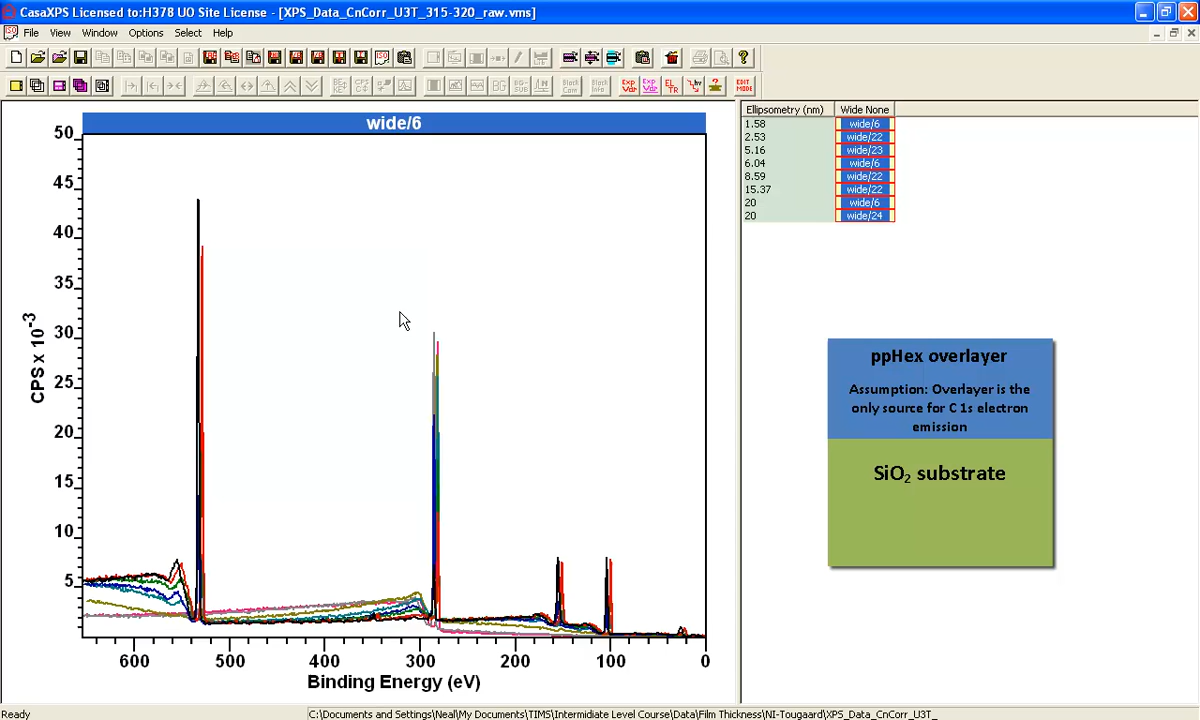 CasaXPS Licensed to:H378 UO Site License - [XPS_Data_CnCorr_U3T_315-320_raw.vms]
File View Window Options Select Help
wide/6
50
45
40
35
30
25
20
15
10
5
CPS x 10-3
600 500 400 300 200 100 0
Binding Energy (eV)
Ellipsometry (nm) Wide None
1.58 wide/6
2.53 wide/22
5.16 wide/23
6.04 wide/6
8.59 wide/22
15.37 wide/22
20 wide/6
20 wide/24
ppHex overlayer
Assumption: Overlayer is the
only source for C 1s electron
emission
SiO2 substrate
Ready C:\Documents and Settings\Neal\My Documents\TIMS\Intermidiate Level Course\Data\Film Thickness\NI-Tougaard\XPS_Data_CnCorr_U3T_